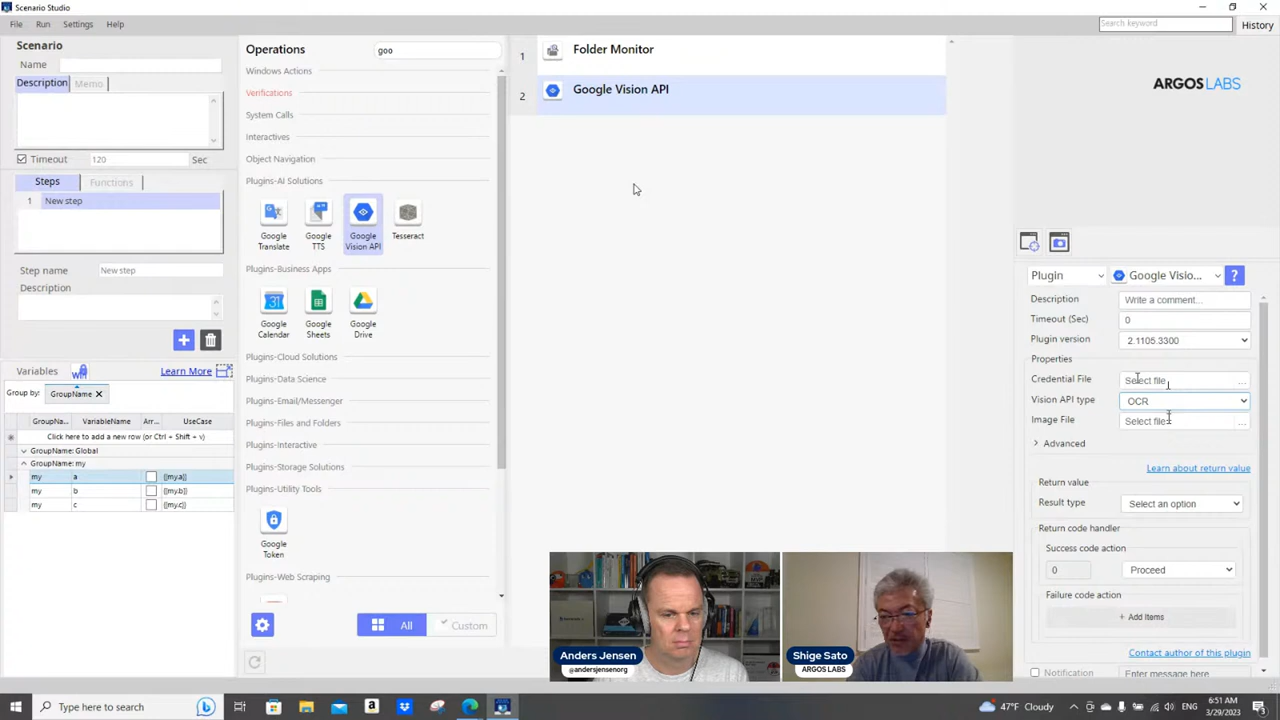 Scenario Studio
File Run Settings Help
Search keyword History
Scenario
Name
Description Memo
Timeout 120 Sec
Steps Functions
1 New step
Step name New step
Description
Variables Learn More
Group by: GroupName
GroupNa... VariableName Arr... UseCase
Click here to add a new row (or Ctrl + Shift + v)
GroupName: Global
GroupName: my
my a {{my.a}}
my b {{my.b}}
my c {{my.c}}
Operations goo
Windows Actions
Verifications
System Calls
Interactives
Object Navigation
Plugins-AI Solutions
Google Translate
Google TTS
Google Vision API
Tesseract
Plugins-Business Apps
31
Google Calendar
Google Sheets
Google Drive
Plugins-Cloud Solutions
Plugins-Data Science
Plugins-Email/Messenger
Plugins-Files and Folders
Plugins-Interactive
Plugins-Storage Solutions
Plugins-Utility Tools
Google Token
Plugins-Web Scraping
All Custom
1 Folder Monitor
2 Google Vision API
ARGOS LABS
Plugin Google Visio... ?
Description Write a comment...
Timeout (Sec) 0
Plugin version 2.1105.3300
Properties
Credential File Select file ...
Vision API type OCR
Image File Select file ...
Advanced
Learn about return value
Return value
Result type Select an option
Return code handler
Success code action
0 Proceed
Failure code action
+ Add Items
Contact author of this plugin
Notification Enter message here
Anders Jensen
@andersjensenorg
Shige Sato
ARGOS LABS
Type here to search
47°F Cloudy
6:51 AM
3/29/2023